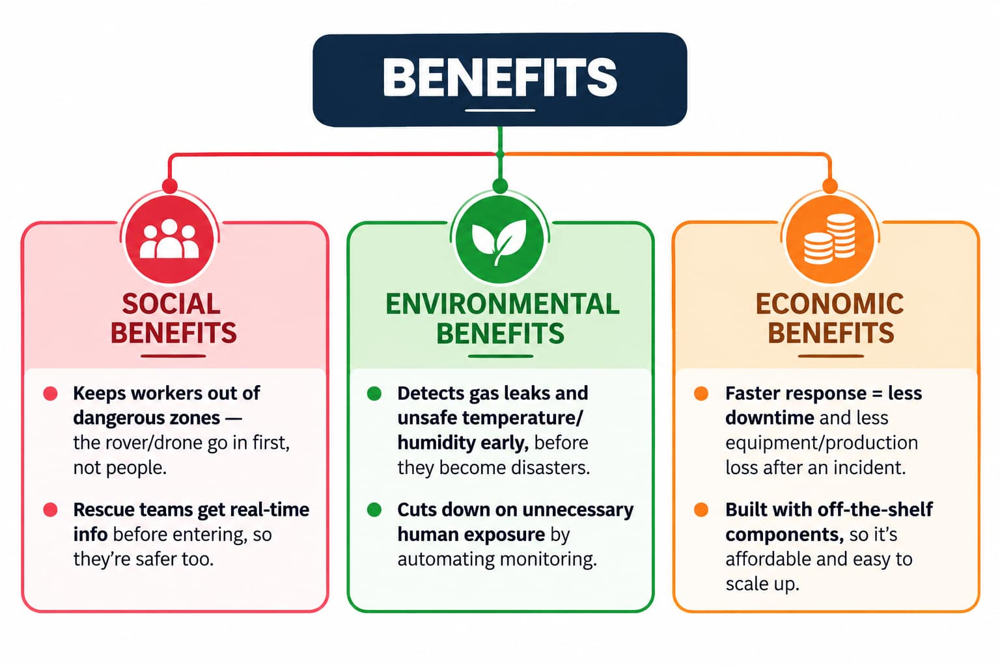 BENEFITS
SOCIAL
BENEFITS
Keeps workers out of
dangerous zones —
the rover/drone go in first,
not people.
Rescue teams get real-time
info before entering, so
they’re safer too.
ENVIRONMENTAL
BENEFITS
Detects gas leaks and
unsafe temperature/
humidity early, before
they become disasters.
Cuts down on unnecessary
human exposure by
automating monitoring.
ECONOMIC
BENEFITS
Faster response = less
downtime and less
equipment/production
loss after an incident.
Built with off-the-shelf
components, so it’s
affordable and easy to
scale up.